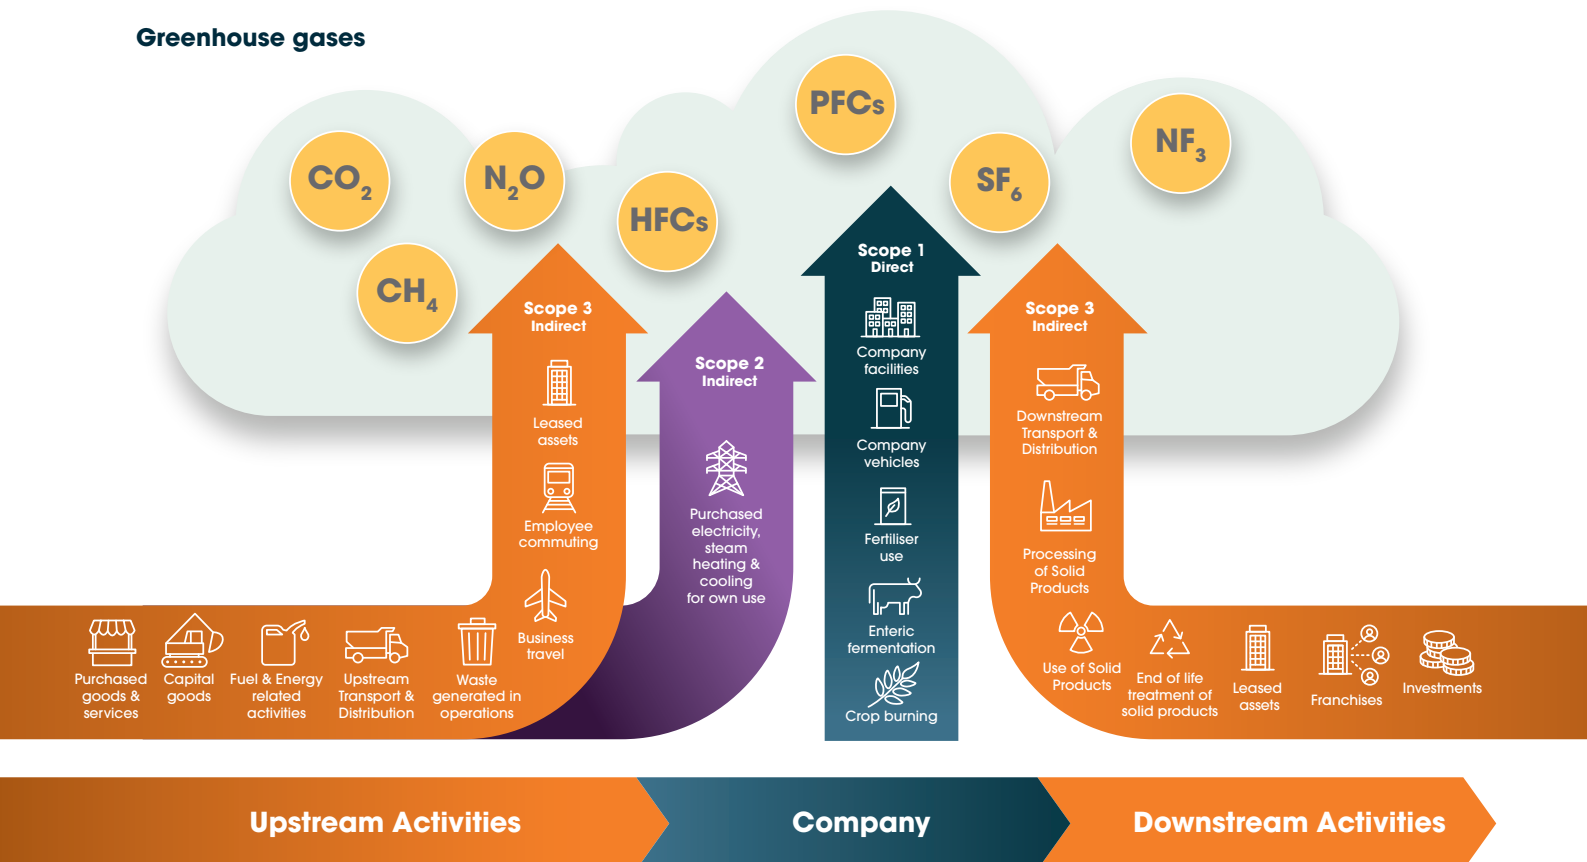 Greenhouse gases
CO2
N2O
CH4
HFCs
PFCs
SF6
NF3
Scope 3
Indirect
Leased
assets
Employee
commuting
Business
travel
Purchased
goods &
services
Capital
goods
Fuel & Energy
related
activities
Upstream
Transport &
Distribution
Waste
generated in
operations
Scope 2
Indirect
Purchased
electricity,
steam
heating &
cooling
for own use
Scope 1
Direct
Company
facilities
Company
vehicles
Fertiliser
use
Enteric
fermentation
Crop burning
Scope 3
Indirect
Downstream
Transport &
Distribution
Processing
of Solid
Products
Use of Solid
Products
End of life
treatment of
solid products
Leased
assets
Franchises
Investments
Upstream Activities
Company
Downstream Activities